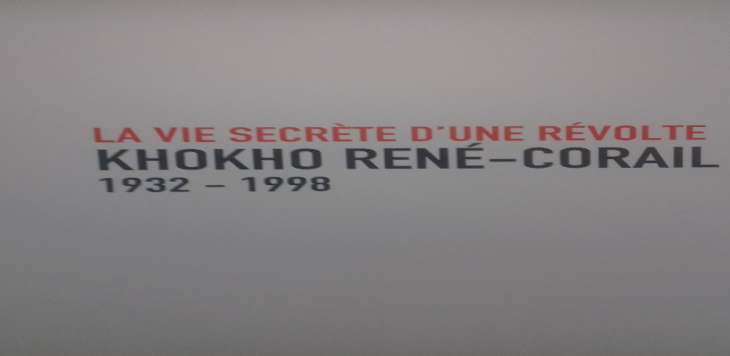 LA VIE SECRÈTE D'UNE RÉVOLTE
KHOKHO RENÉ–CORAIL
1932 – 1998